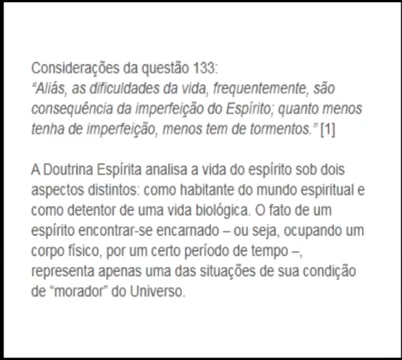 Considerações da questão 133:
"Aliás, as dificuldades da vida, frequentemente, são
consequência da imperfeição do Espírito; quanto menos
tenha de imperfeição, menos tem de tormentos." [1]
A Doutrina Espírita analisa a vida do espírito sob dois
aspectos distintos: como habitante do mundo espiritual e
como detentor de uma vida biológica. O fato de um
espírito encontrar-se encarnado – ou seja, ocupando um
corpo físico, por um certo período de tempo –,
representa apenas uma das situações de sua condição
de "morador" do Universo.